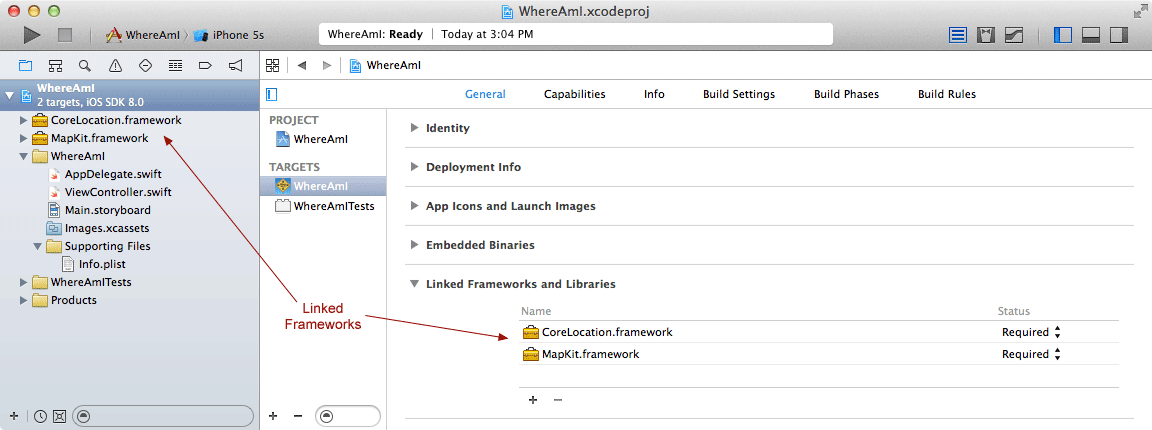 WhereAmI.xcodeproj
WhereAmI
iPhone 5s
WhereAmI: Ready | Today at 3:04 PM
WhereAmI
2 targets, iOS SDK 8.0
CoreLocation.framework
MapKit.framework
WhereAmI
AppDelegate.swift
ViewController.swift
Main.storyboard
Images.xcassets
Supporting Files
Info.plist
WhereAmITests
Products
WhereAmI
General Capabilities Info Build Settings Build Phases Build Rules
PROJECT
WhereAmI
TARGETS
WhereAmI
WhereAmITests
Identity
Deployment Info
App Icons and Launch Images
Embedded Binaries
Linked Frameworks and Libraries
Name Status
CoreLocation.framework Required
MapKit.framework Required
Linked
Frameworks